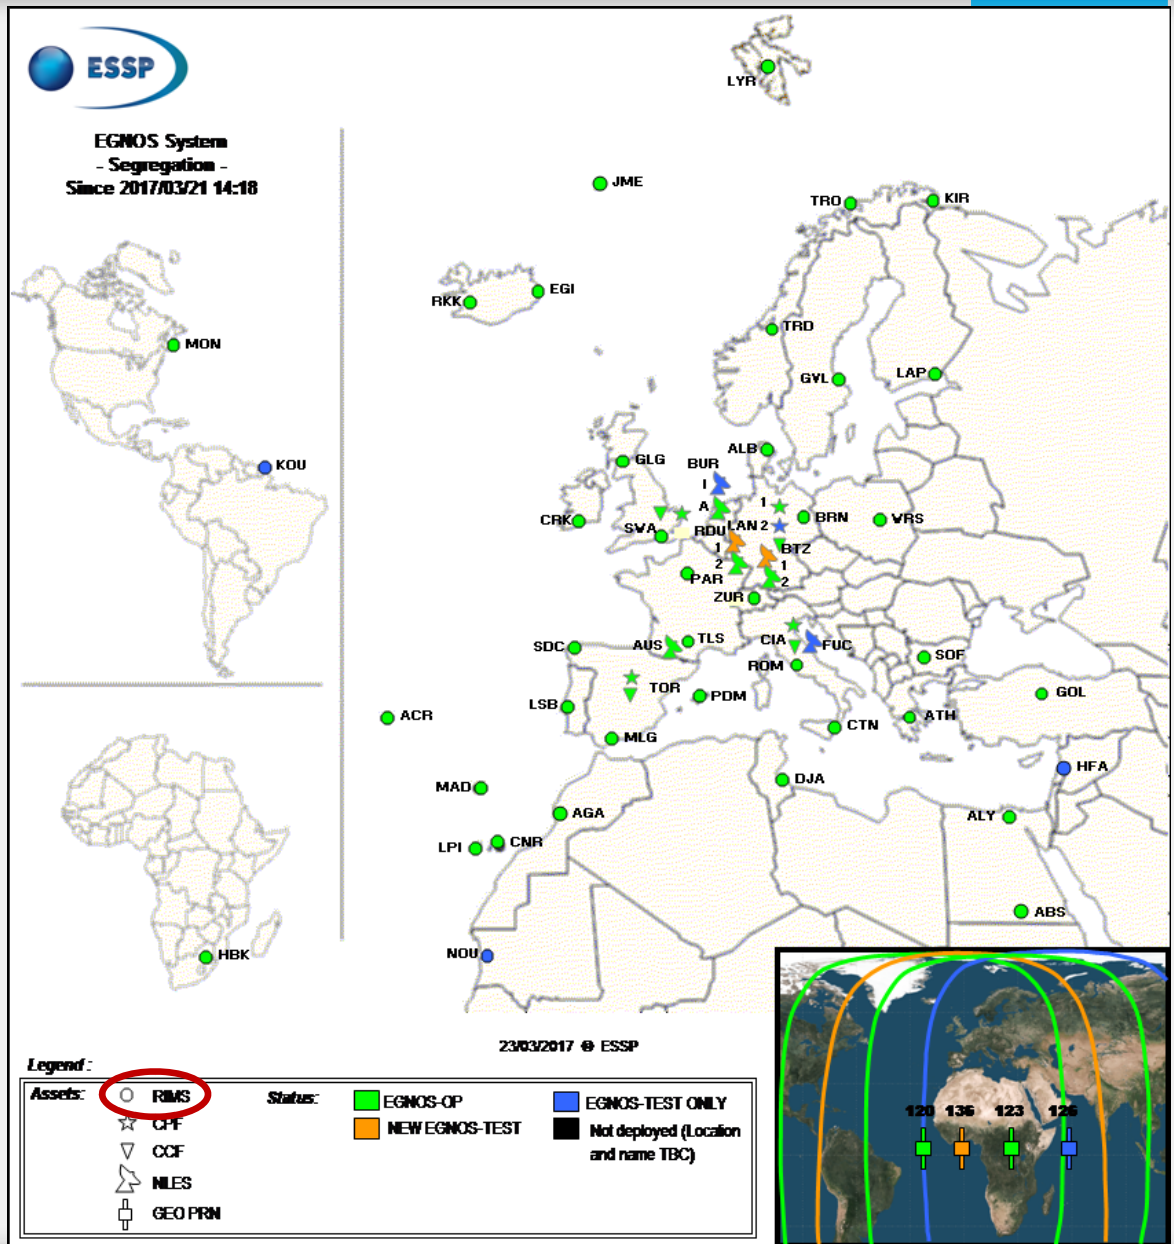 ESSP
EGNOS System
- Segregation -
Since 2017/03/21 14:18
LYR
JME
TRO
KIR
RKK
EGI
TRD
GVL
LAP
MON
KOU
ALB
GLG
BUR
1
A
1
CRK
SWA
RDU
LAN 2
BRN
WRS
1
2
BTZ
1
2
PAR
ZUR
SDC
AUS
TLS
CIA
FUC
ROM
SOF
TOR
LSB
PDM
GOL
ACR
MLG
CTN
ATH
HFA
MAD
DJA
AGA
ALY
LPI
CNR
ABS
NOU
HBK
23/03/2017 © ESSP
120 136 123 126
Legend :
Assets:
RIMS
CPF
CCF
NLES
GEO PRN
Status:
EGNOS-OP
NEW EGNOS-TEST
EGNOS-TEST ONLY
Not deployed (Location
and name TBC)